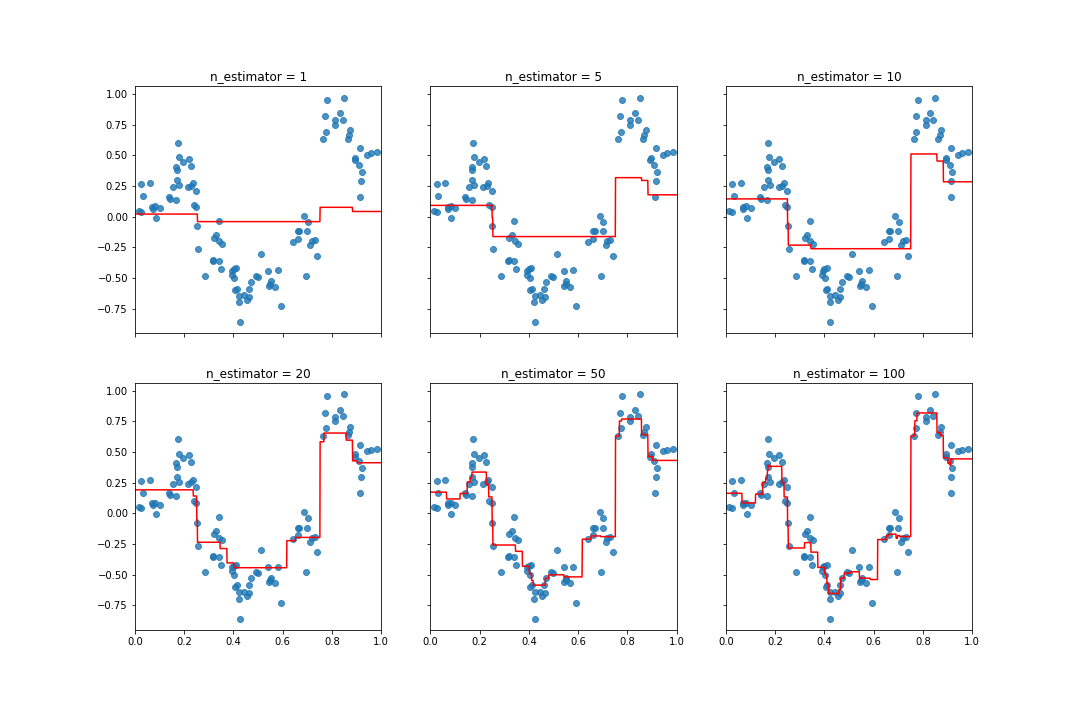 n_estimator = 1
n_estimator = 5
n_estimator = 10
1.00
0.75
0.50
0.25
0.00
−0.25
−0.50
−0.75
n_estimator = 20
n_estimator = 50
n_estimator = 100
1.00
0.75
0.50
0.25
0.00
−0.25
−0.50
−0.75
0.0 0.2 0.4 0.6 0.8 1.0
0.0 0.2 0.4 0.6 0.8 1.0
0.0 0.2 0.4 0.6 0.8 1.0